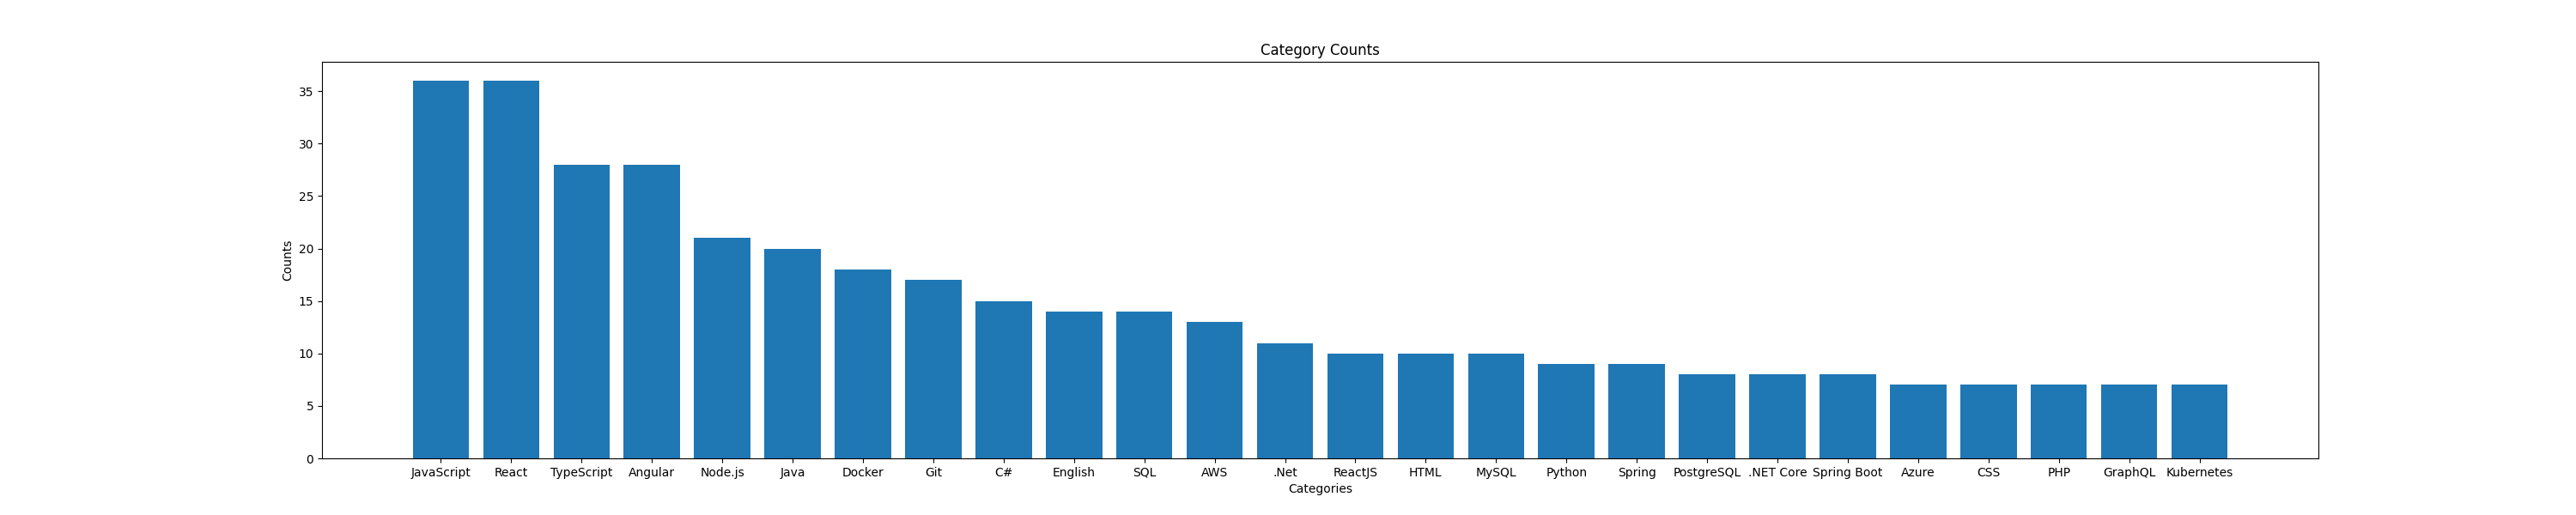 Category Counts
Counts
35
30
25
20
15
10
5
0
JavaScript React TypeScript Angular Node.js Java Docker Git C# English SQL AWS .Net ReactJS HTML MySQL Python Spring PostgreSQL .NET Core Spring Boot Azure CSS PHP GraphQL Kubernetes
Categories